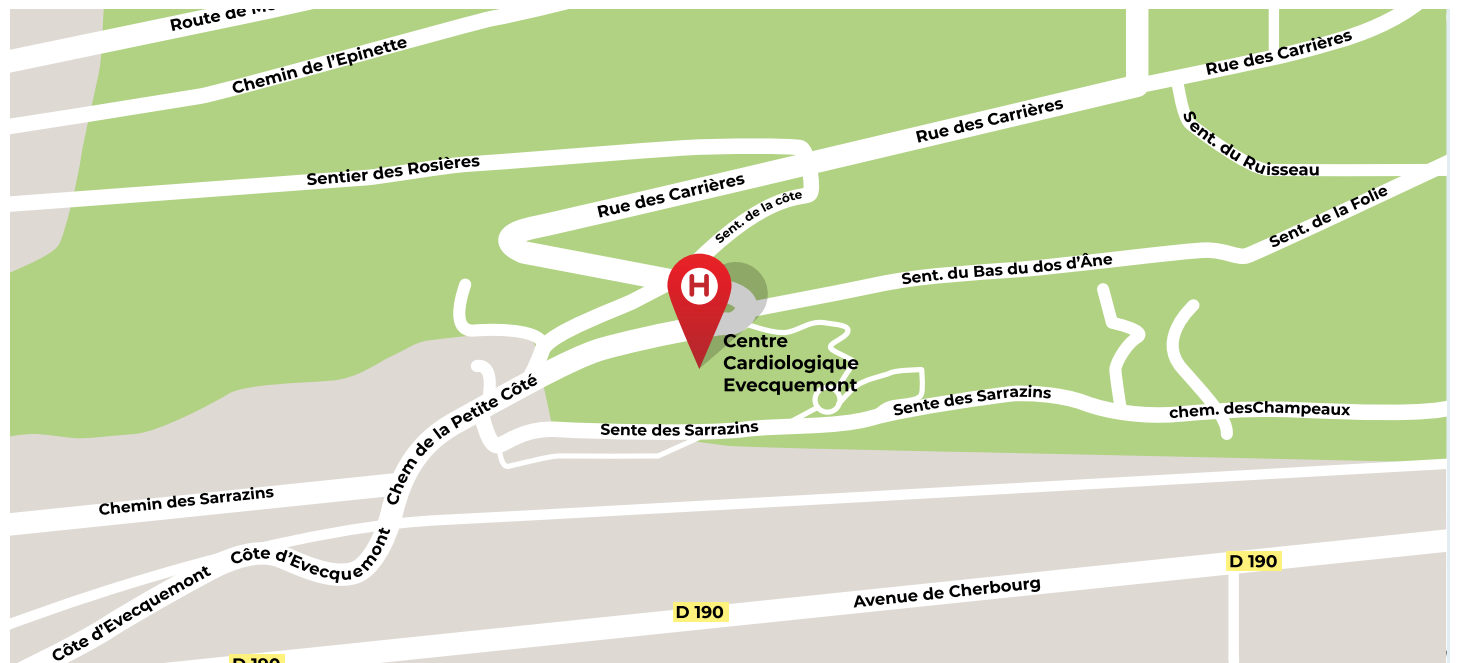 Route de
Chemin de l'Epinette
Rue des Carrières
Rue des Carrières
Sent. du Ruisseau
Sentier des Rosières
Rue des Carrières
Sent. de la côte
Sent. de la Folie
Sent. du Bas du dos d'Âne
H
Centre
Cardiologique
Evecquemont
Chem de la Petite Côté
Sente des Sarrazins
Sente des Sarrazins
chem. desChampeaux
Chemin des Sarrazins
Côte d'Evecquemont
Côte d'Evecquemont
D 190
Avenue de Cherbourg
D 190
D 190